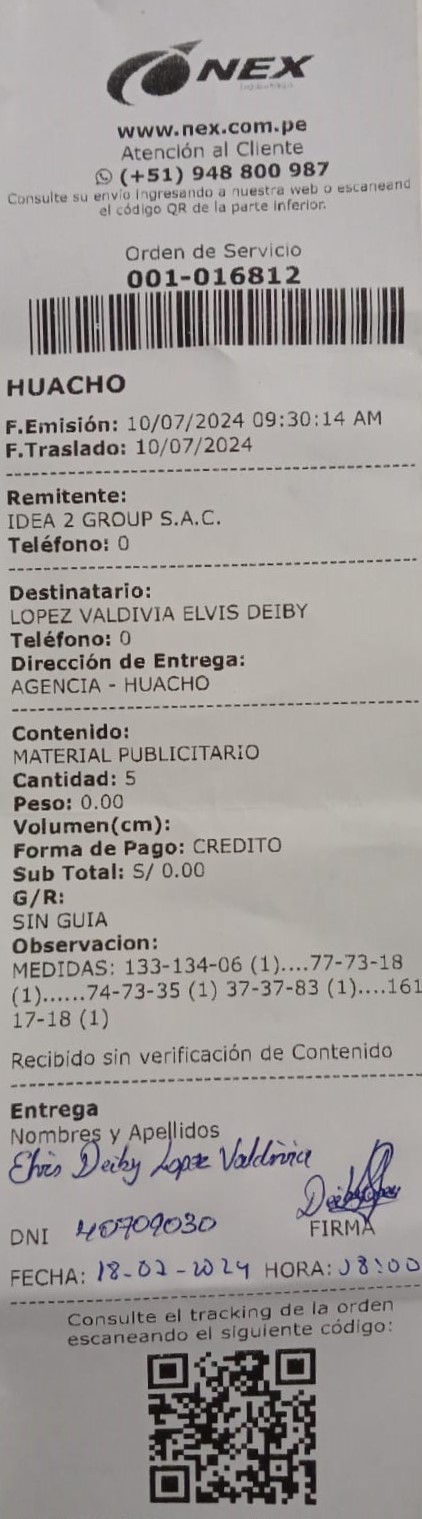 NEX
www.nex.com.pe
Atención al Cliente
(+51) 948 800 987
Consulte su envío ingresando a nuestra web o escaneand
el código QR de la parte inferior.
Orden de Servicio
001-016812
HUACHO
F.Emisión: 10/07/2024 09:30:14 AM
F.Traslado: 10/07/2024
Remitente:
IDEA 2 GROUP S.A.C.
Teléfono: 0
Destinatario:
LOPEZ VALDIVIA ELVIS DEIBY
Teléfono: 0
Dirección de Entrega:
AGENCIA - HUACHO
Contenido:
MATERIAL PUBLICITARIO
Cantidad: 5
Peso: 0.00
Volumen(cm):
Forma de Pago: CREDITO
Sub Total: S/ 0.00
G/R:
SIN GUIA
Observacion:
MEDIDAS: 133-134-06 (1)....77-73-18
(1)......74-73-35 (1) 37-37-83 (1)....161
17-18 (1)
Recibido sin verificación de Contenido
Entrega
Nombres y Apellidos
Elvis Deiby Lopez Valdivia
DNI 40709030
FIRMA
FECHA: 18-07-2024 HORA: 08:00
Consulte el tracking de la orden
escaneando el siguiente código: